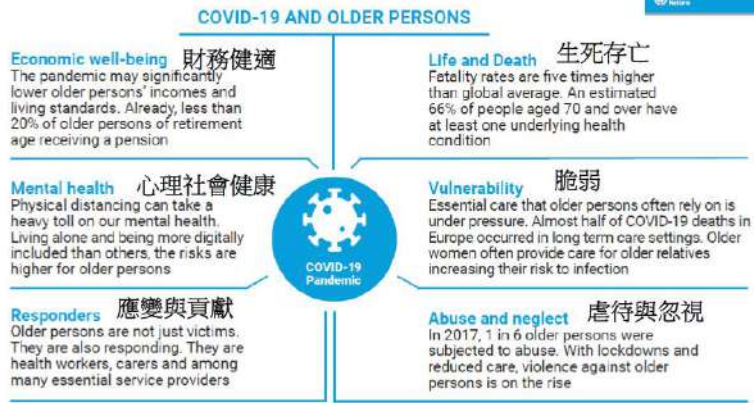 COVID-19 AND OLDER PERSONS
Economic well-being 財務健適
The pandemic may significantly
lower older persons' incomes and
living standards. Already, less than
20% of older persons of retirement
age receiving a pension
Life and Death 生死存亡
Fatality rates are five times higher
than global average. An estimated
66% of people aged 70 and over have
at least one underlying health
condition
Mental health 心理社會健康
Physical distancing can take a
heavy toll on our mental health.
Living alone and being more digitally
included than others, the risks are
higher for older persons
Vulnerability 脆弱
Essential care that older persons often rely on is
under pressure. Almost half of COVID-19 deaths in
Europe occurred in long term care settings. Older
women often provide care for older relatives
increasing their risk to infection
COVID-19
Pandemic
Responders 應變與貢獻
Older persons are not just victims.
They are also responding. They are
health workers, carers and among
many essential service providers
Abuse and neglect 虐待與忽視
In 2017, 1 in 6 older persons were
subjected to abuse. With lockdowns and
reduced care, violence against older
persons is on the rise